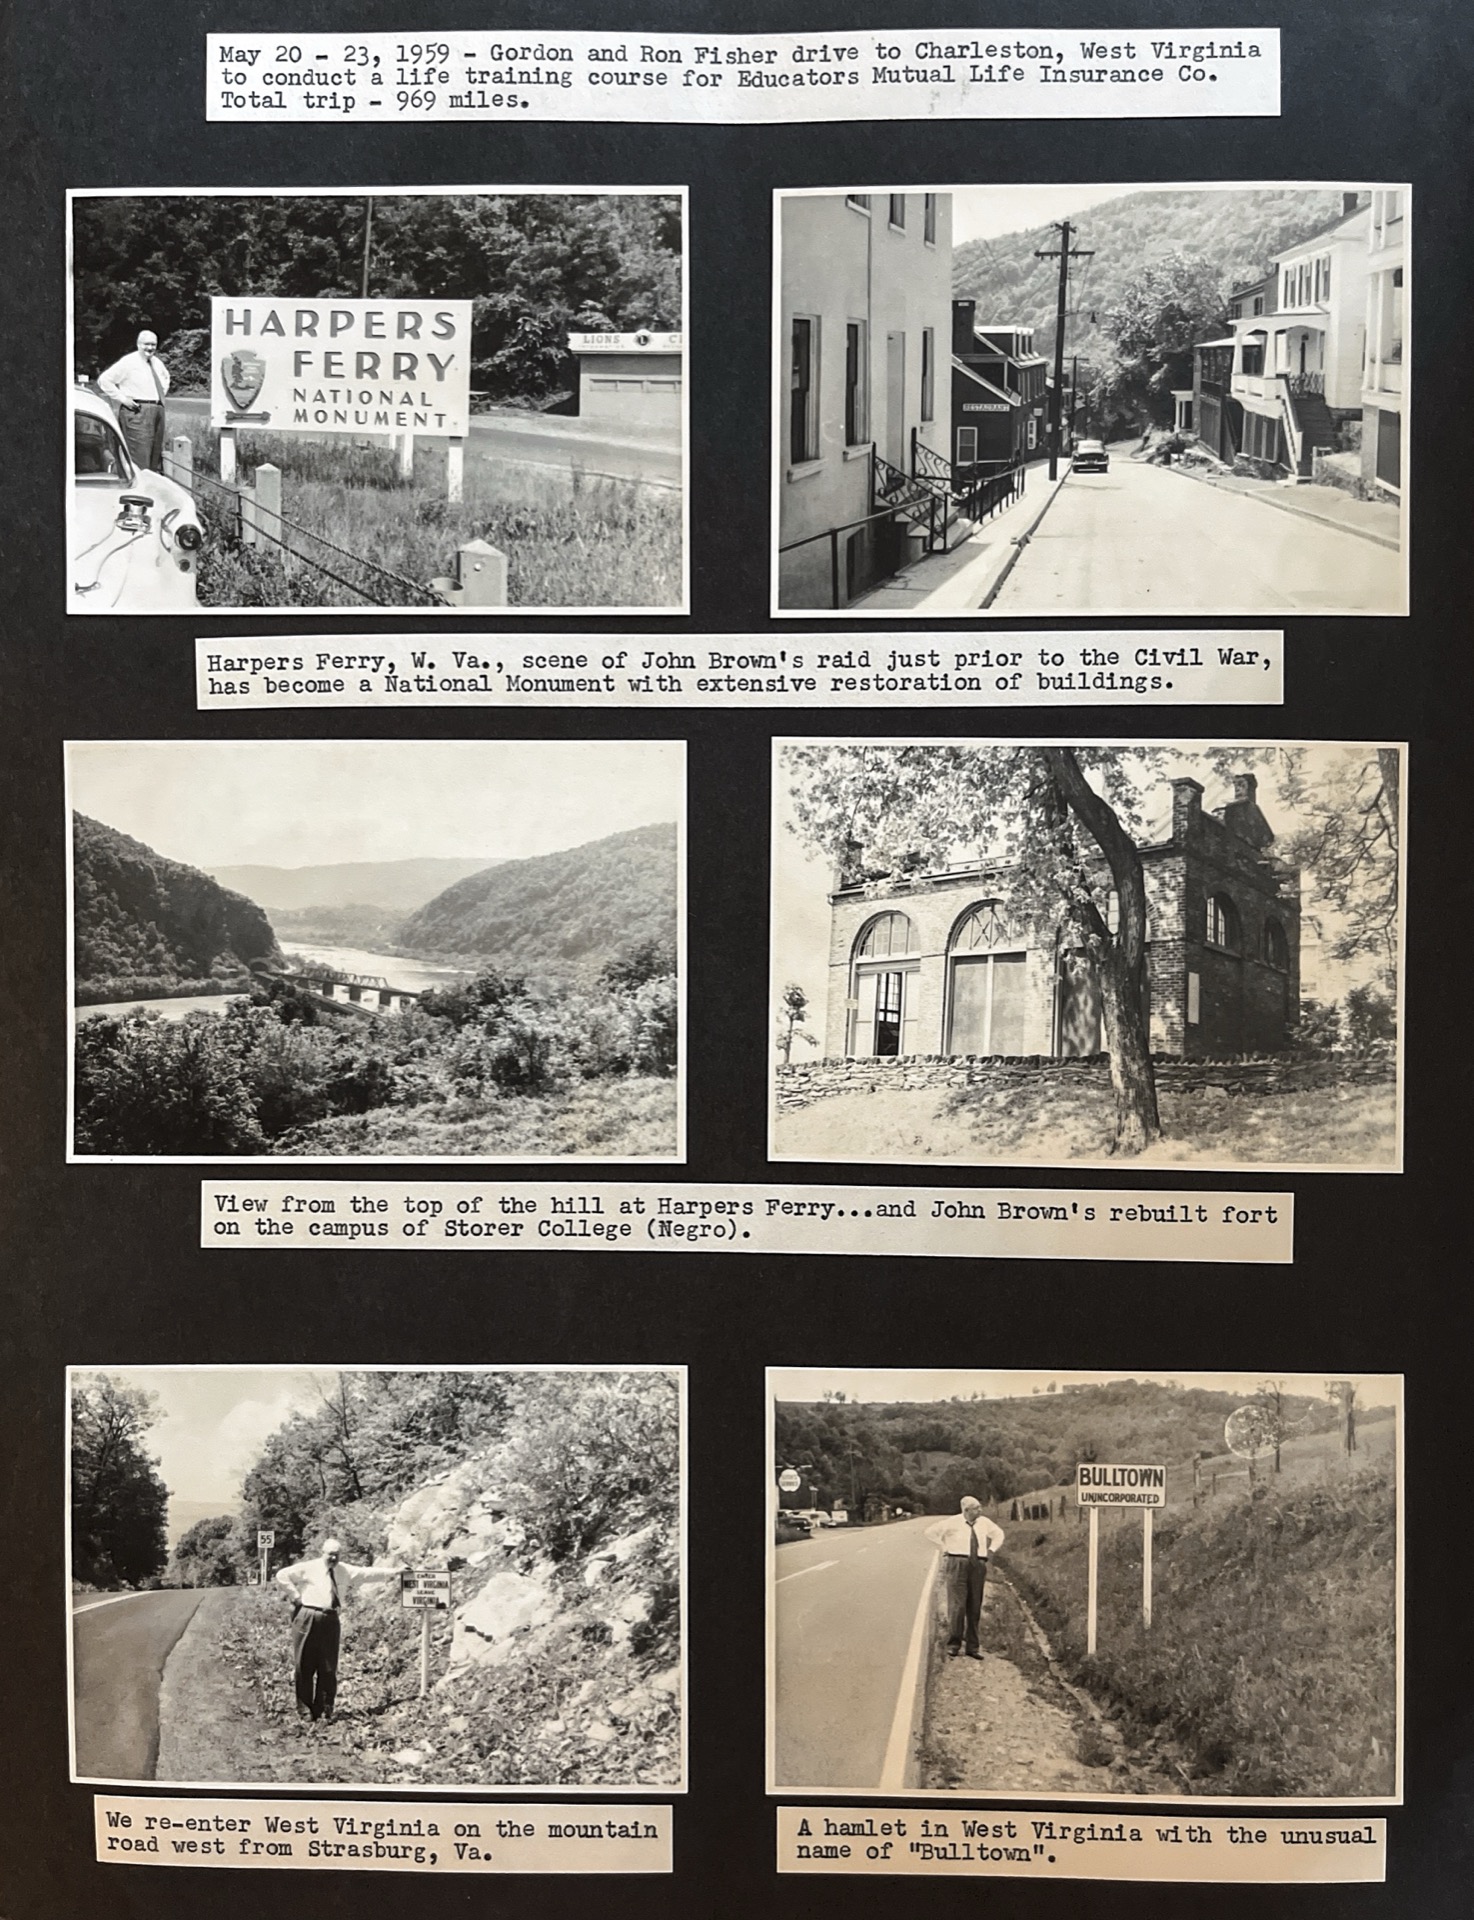 May 20 - 23, 1959 - Gordon and Ron Fisher drive to Charleston, West Virginia
to conduct a life training course for Educators Mutual Life Insurance Co.
Total trip - 969 miles.
HARPERS
FERRY
NATIONAL
MONUMENT
LIONS L C
RESTAURANT
Harpers Ferry, W. Va., scene of John Brown's raid just prior to the Civil War,
has become a National Monument with extensive restoration of buildings.
View from the top of the hill at Harpers Ferry...and John Brown's rebuilt fort
on the campus of Storer College (Negro).
55
ENTER
WEST VIRGINIA
LEAVE
VIRGINIA
BULLTOWN
UNINCORPORATED
We re-enter West Virginia on the mountain
road west from Strasburg, Va.
A hamlet in West Virginia with the unusual
name of "Bulltown".